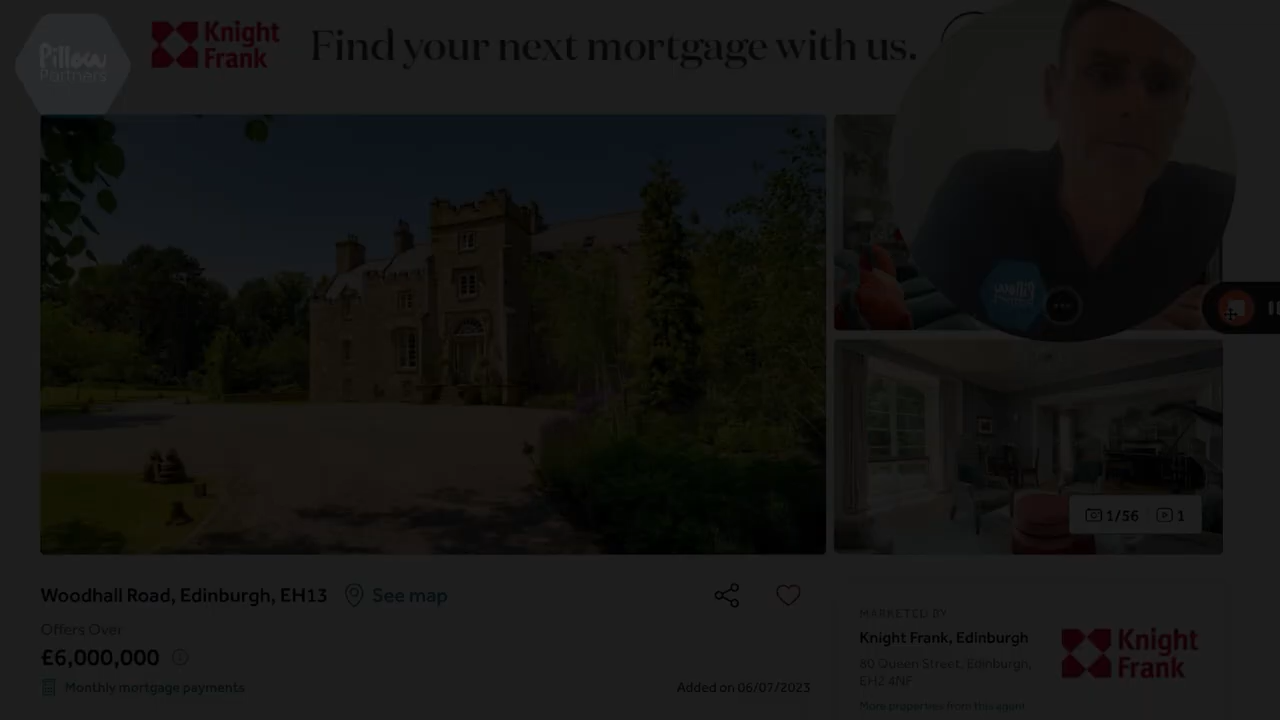 Pillow
Partners
Knight
Frank
Find your next mortgage with us.
1/56
1
Woodhall Road, Edinburgh, EH13
See map
Offers Over
£6,000,000
Monthly mortgage payments
Added on 06/07/2023
MARKETED BY
Knight Frank, Edinburgh
80 Queen Street, Edinburgh,
EH2 4NF
More properties from this agent
Knight
Frank